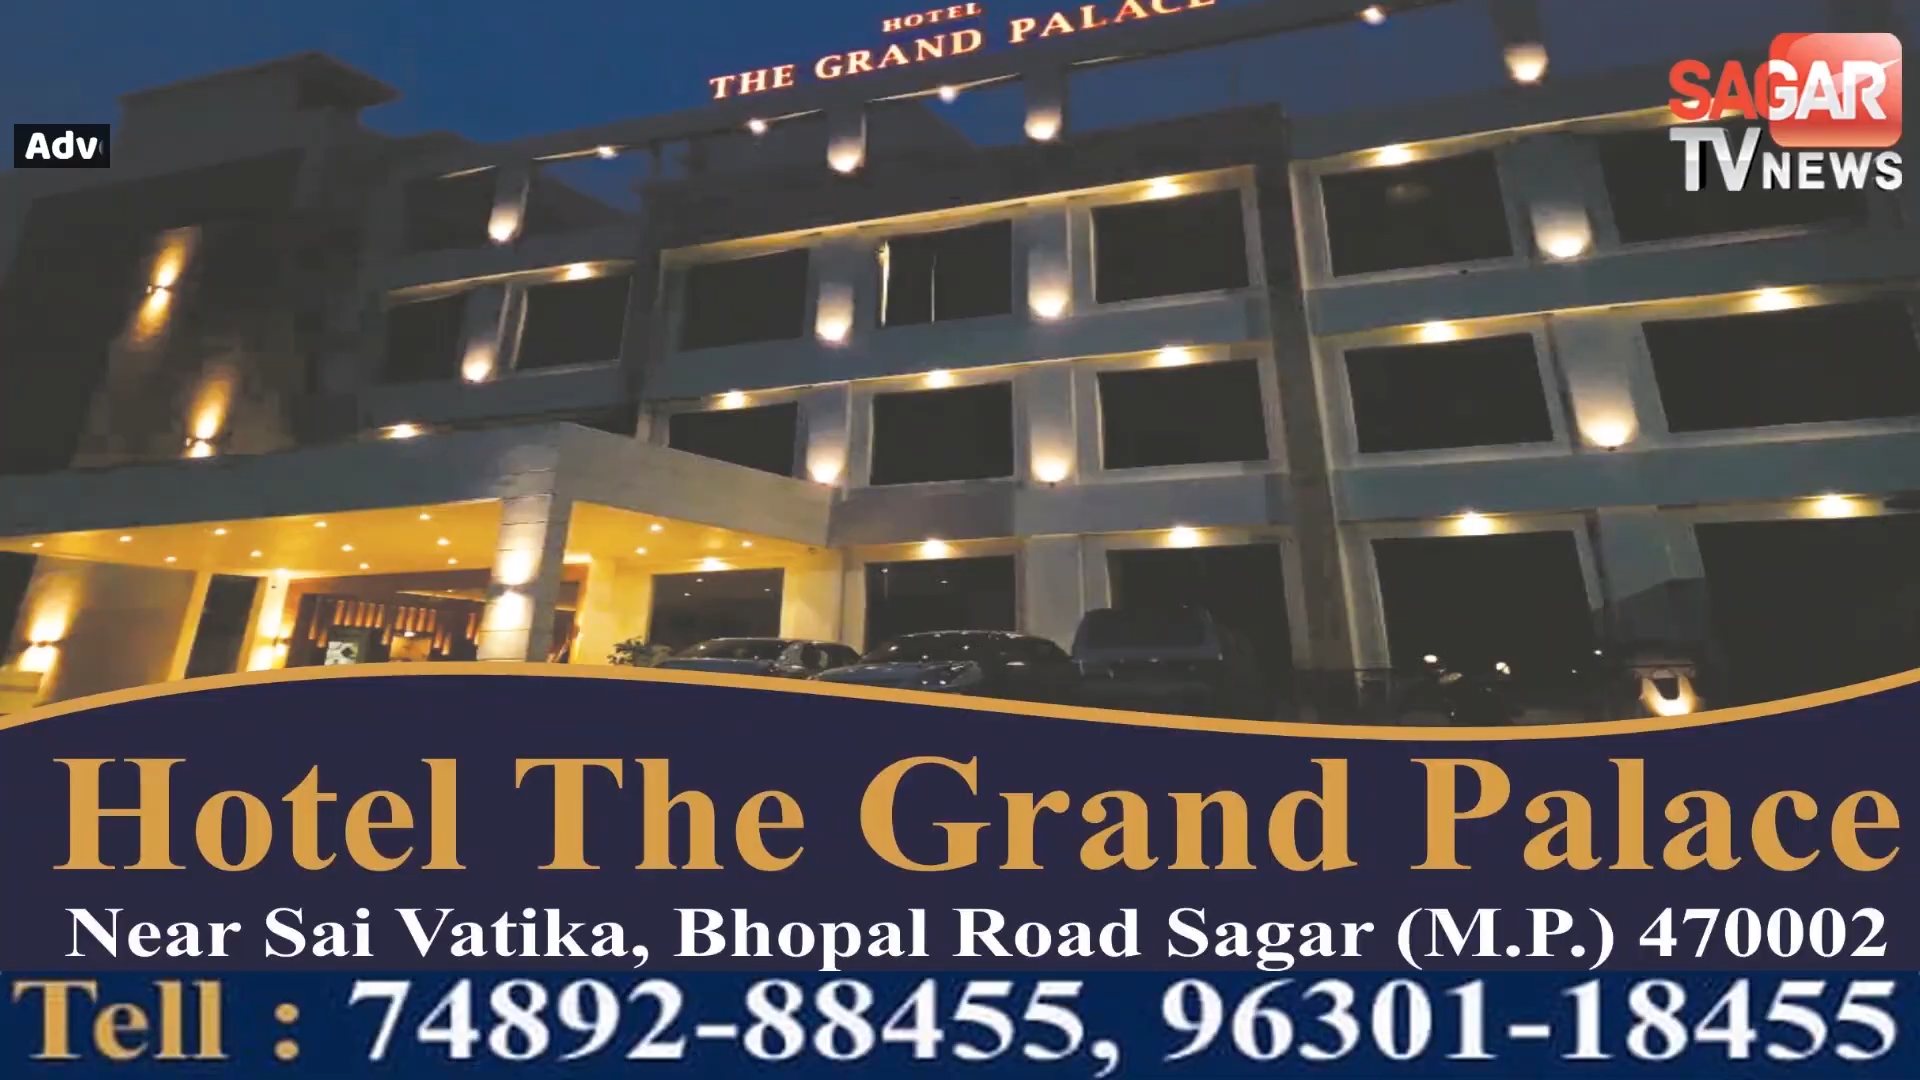 HOTEL
THE GRAND PALACE
SAGAR
TV NEWS
Adv
Hotel The Grand Palace
Near Sai Vatika, Bhopal Road Sagar (M.P.) 470002
Tell : 74892-88455, 96301-18455